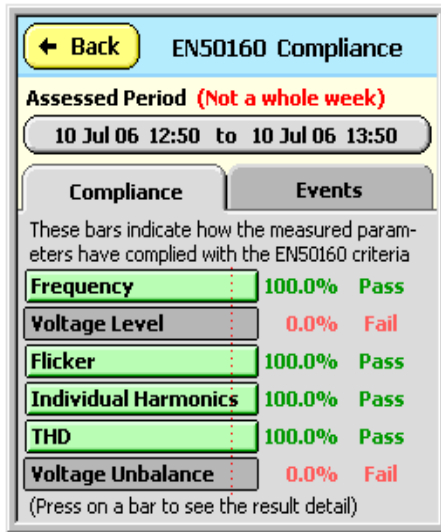 ← Back EN50160 Compliance
Assessed Period (Not a whole week)
10 Jul 06 12:50 to 10 Jul 06 13:50
Compliance Events
These bars indicate how the measured param-
eters have complied with the EN50160 criteria
Frequency 100.0% Pass
Voltage Level 0.0% Fail
Flicker 100.0% Pass
Individual Harmonics 100.0% Pass
THD 100.0% Pass
Voltage Unbalance 0.0% Fail
(Press on a bar to see the result detail)